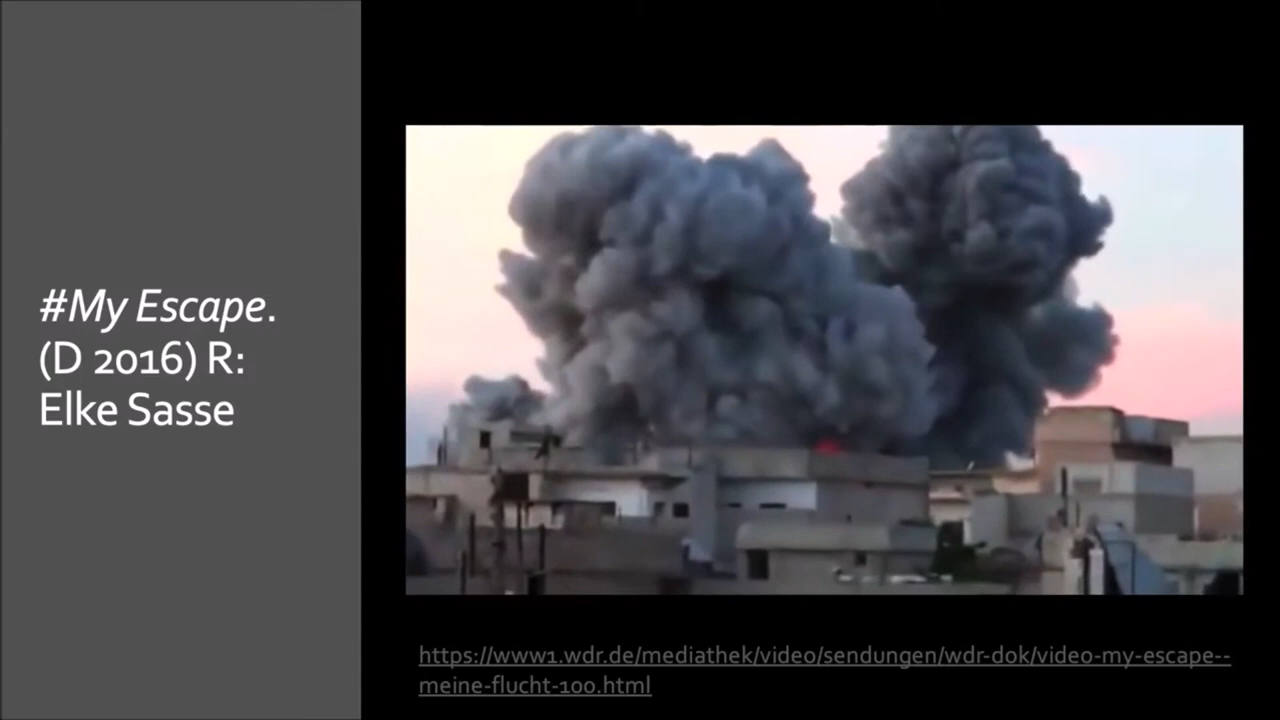 #My Escape.
(D 2016) R:
Elke Sasse
https://www1.wdr.de/mediathek/video/sendungen/wdr-dok/video-my-escape--
meine-flucht-100.html